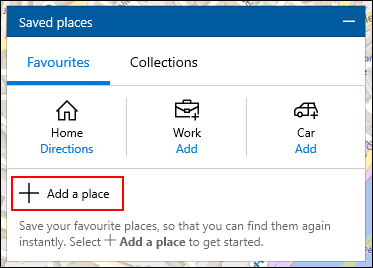 Saved places
Favourites Collections
Home Work Car
Directions Add Add
Add a place
Save your favourite places, so that you can find them again
instantly. Select + Add a place to get started.